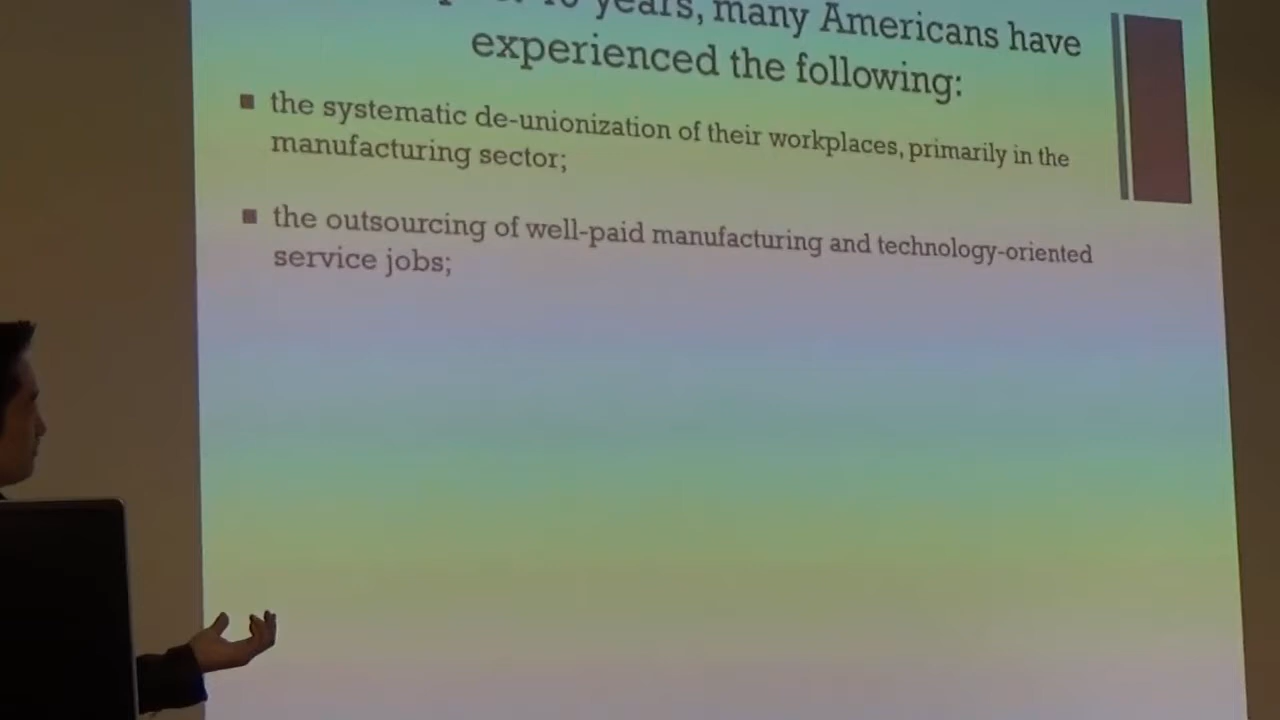 years, many Americans have
experienced the following:
▪ the systematic de-unionization of their workplaces, primarily in the
manufacturing sector;
▪ the outsourcing of well-paid manufacturing and technology-oriented
service jobs;